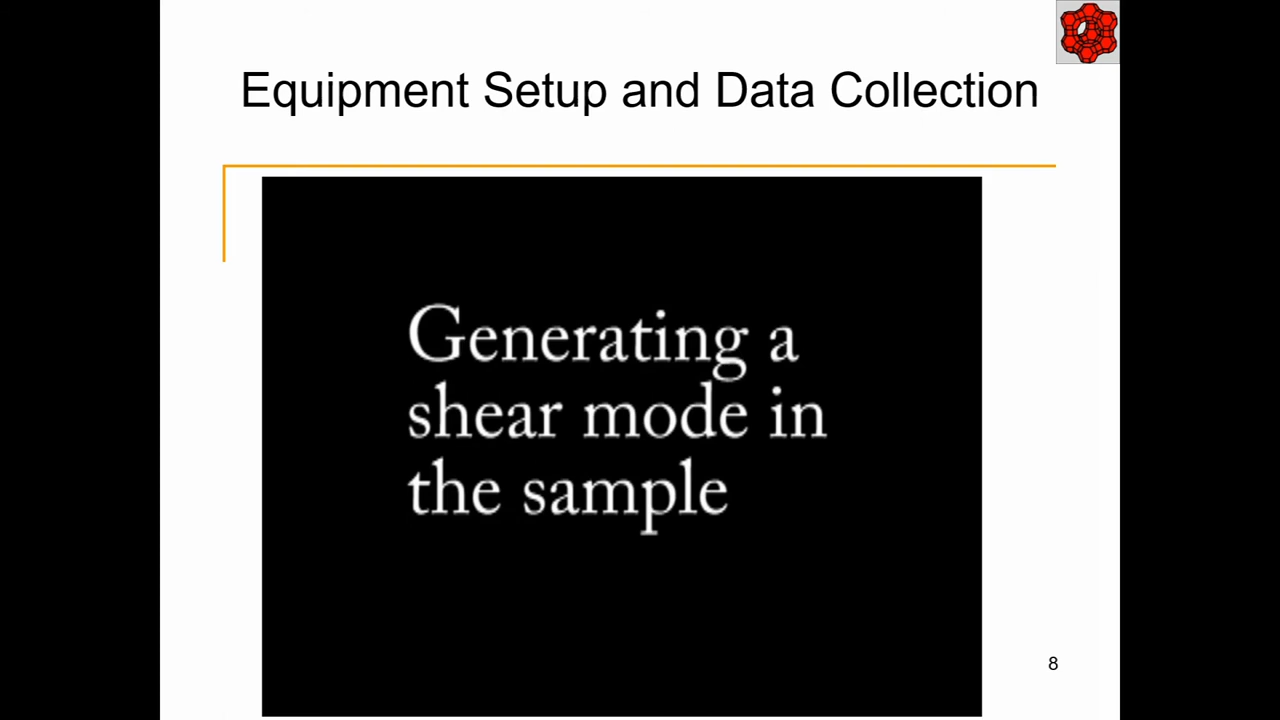 Equipment Setup and Data Collection
Generating a
shear mode in
the sample
8